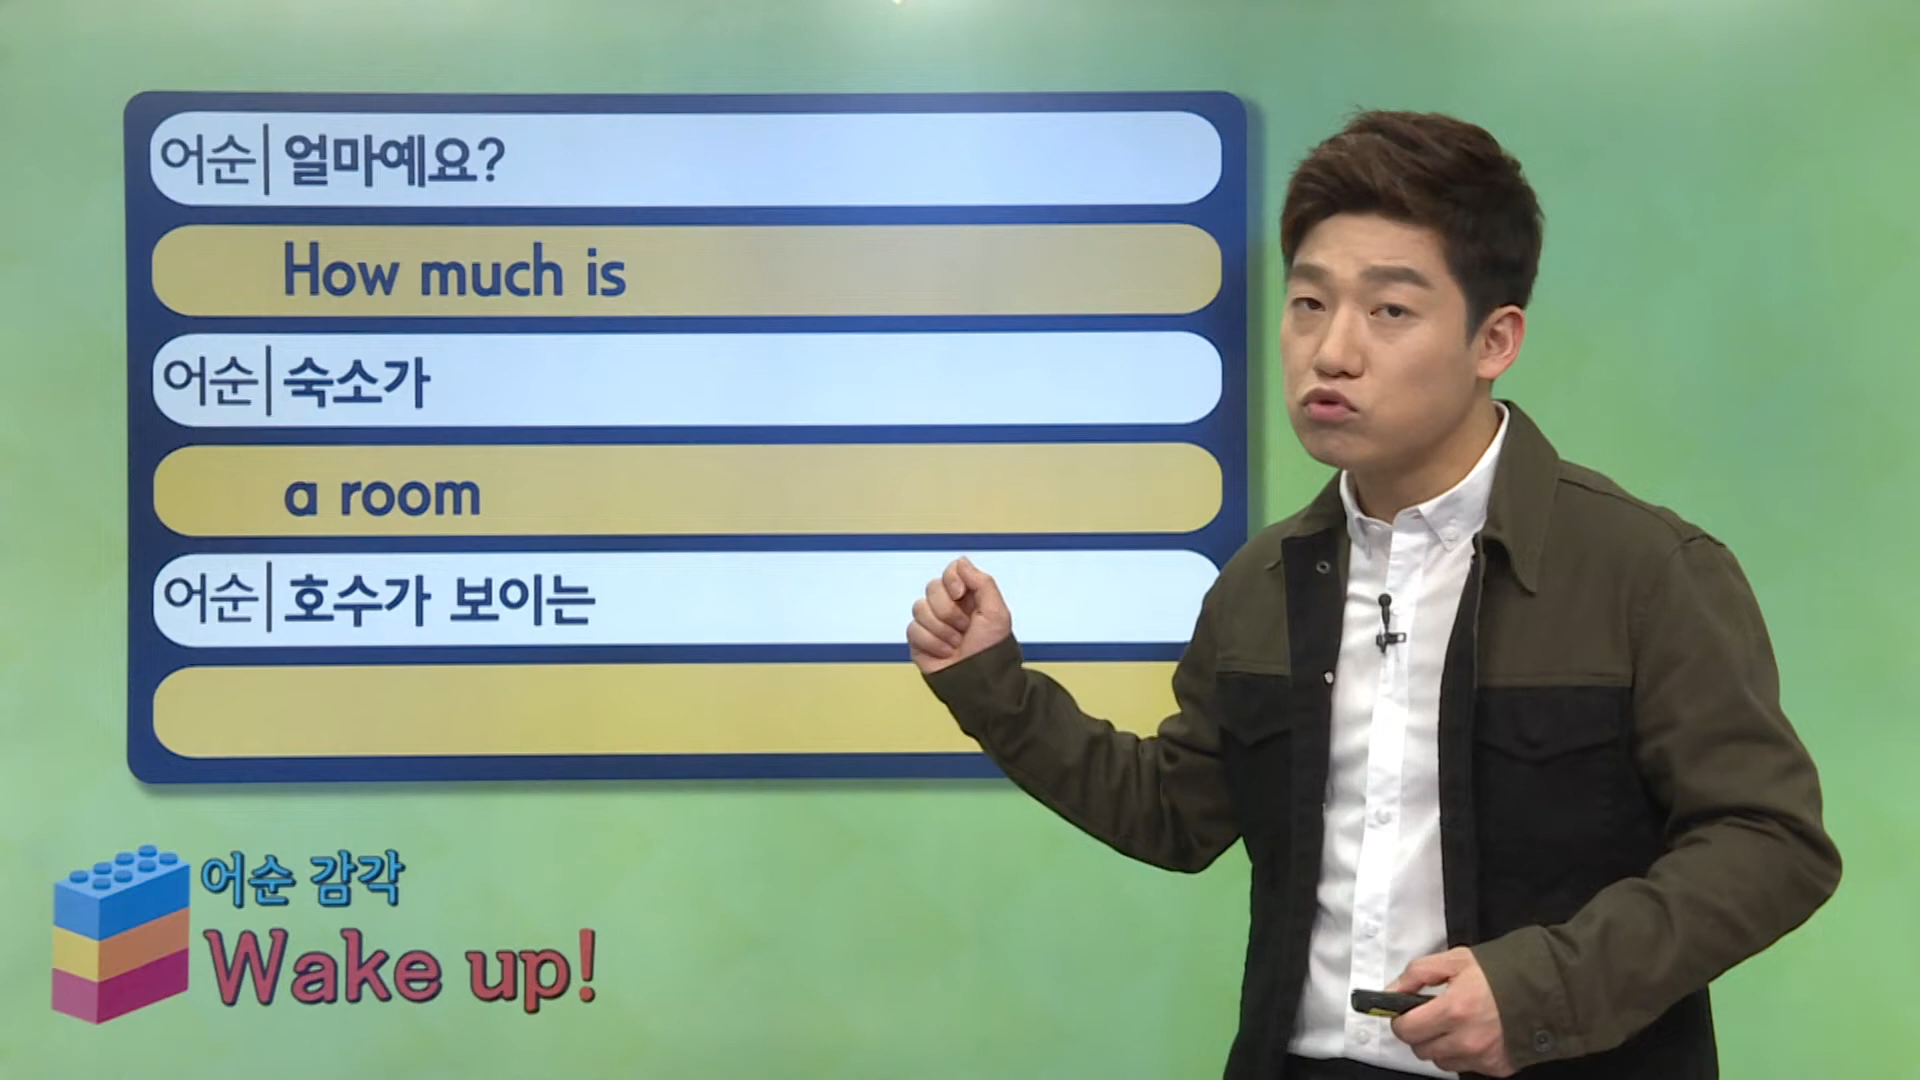 어순 얼마예요?
How much is
어순 숙소가
a room
어순 호수가 보이는
어순 감각
Wake up!